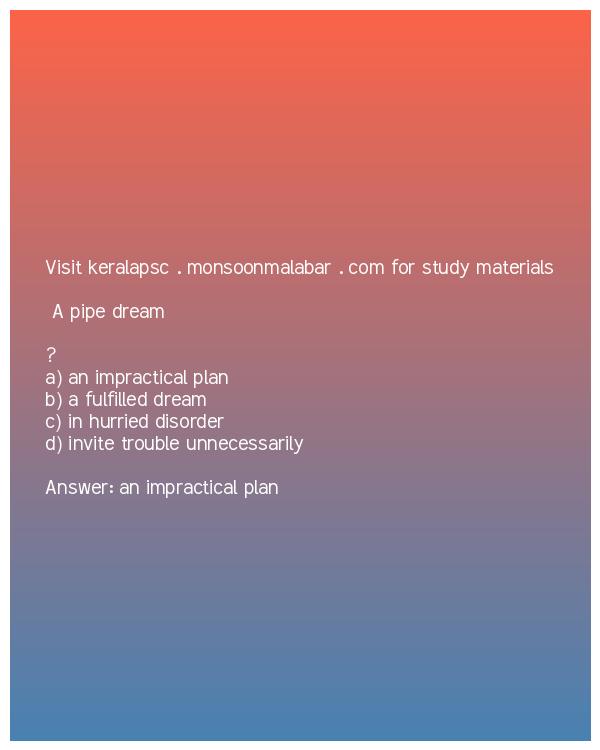 Visit keralapsc . monsoonmalabar . com for study materials
A pipe dream
?
a) an impractical plan
b) a fulfilled dream
c) in hurried disorder
d) invite trouble unnecessarily
Answer: an impractical plan